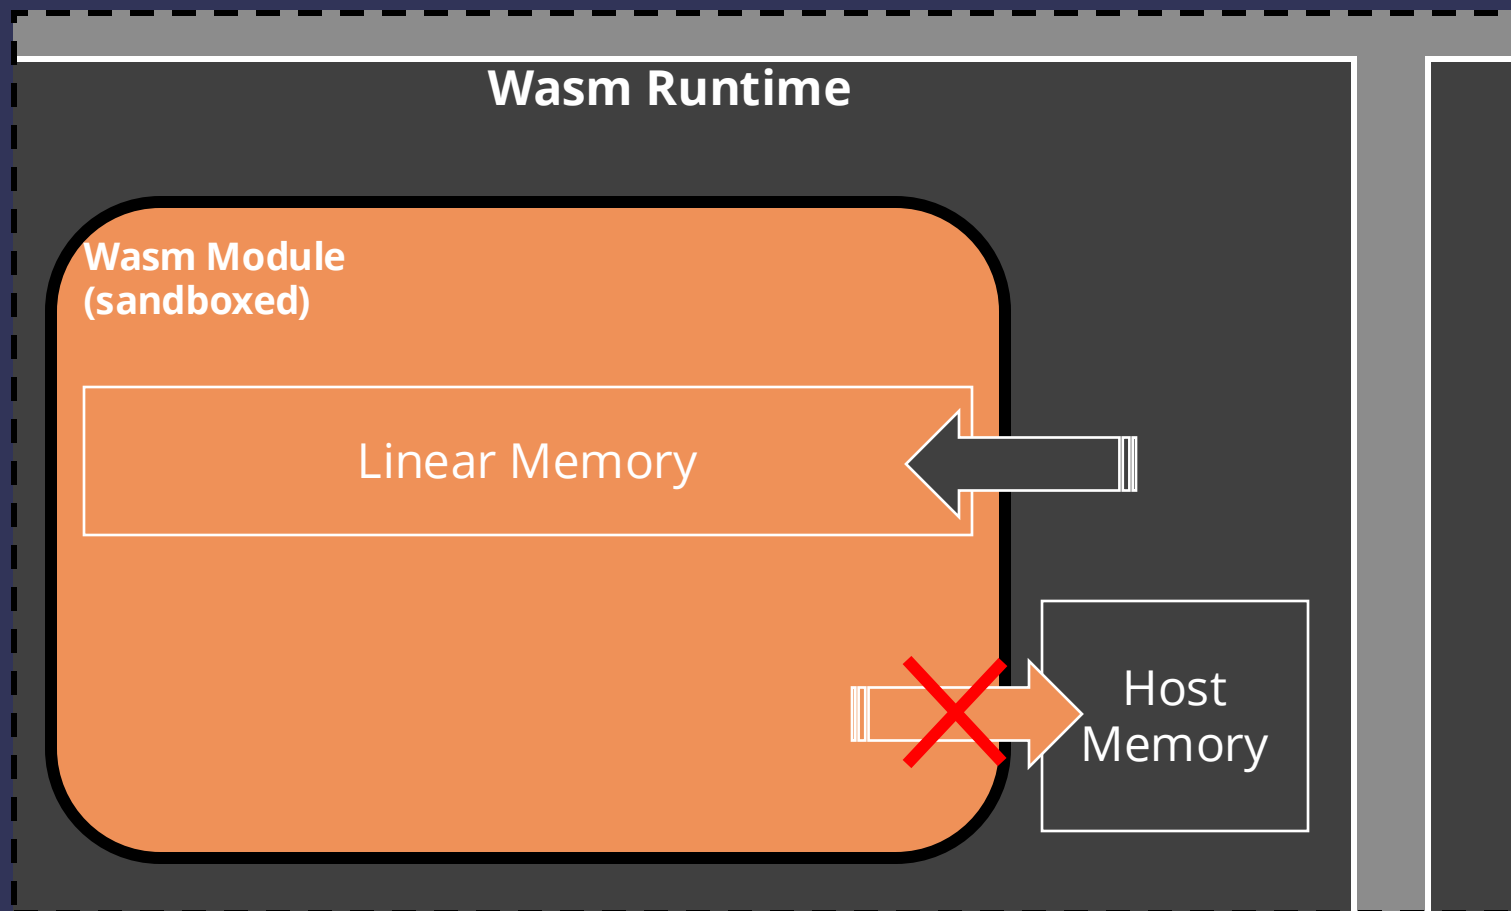 Wasm Runtime
Wasm Module
(sandboxed)
Linear Memory
Host
Memory